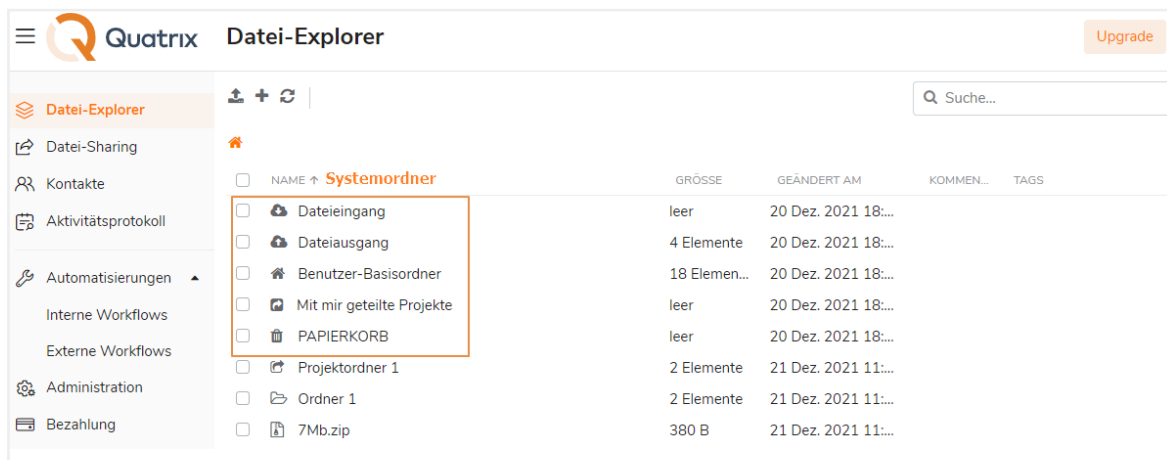 Quatrix Datei-Explorer Upgrade
Datei-Explorer
Suche...
Datei-Sharing
Kontakte
NAME ↑ Systemordner GRÖSSE GEÄNDERT AM KOMMEN... TAGS
Aktivitätsprotokoll
Dateieingang leer 20 Dez. 2021 18:...
Dateiausgang 4 Elemente 20 Dez. 2021 18:...
Automatisierungen
Benutzer-Basisordner 18 Elemen... 20 Dez. 2021 18:...
Interne Workflows
Mit mir geteilte Projekte leer 20 Dez. 2021 18:...
PAPIERKORB leer 20 Dez. 2021 18:...
Externe Workflows
Projektordner 1 2 Elemente 21 Dez. 2021 11:...
Administration
Ordner 1 2 Elemente 21 Dez. 2021 11:...
Bezahlung
7Mb.zip 380 B 21 Dez. 2021 11:...